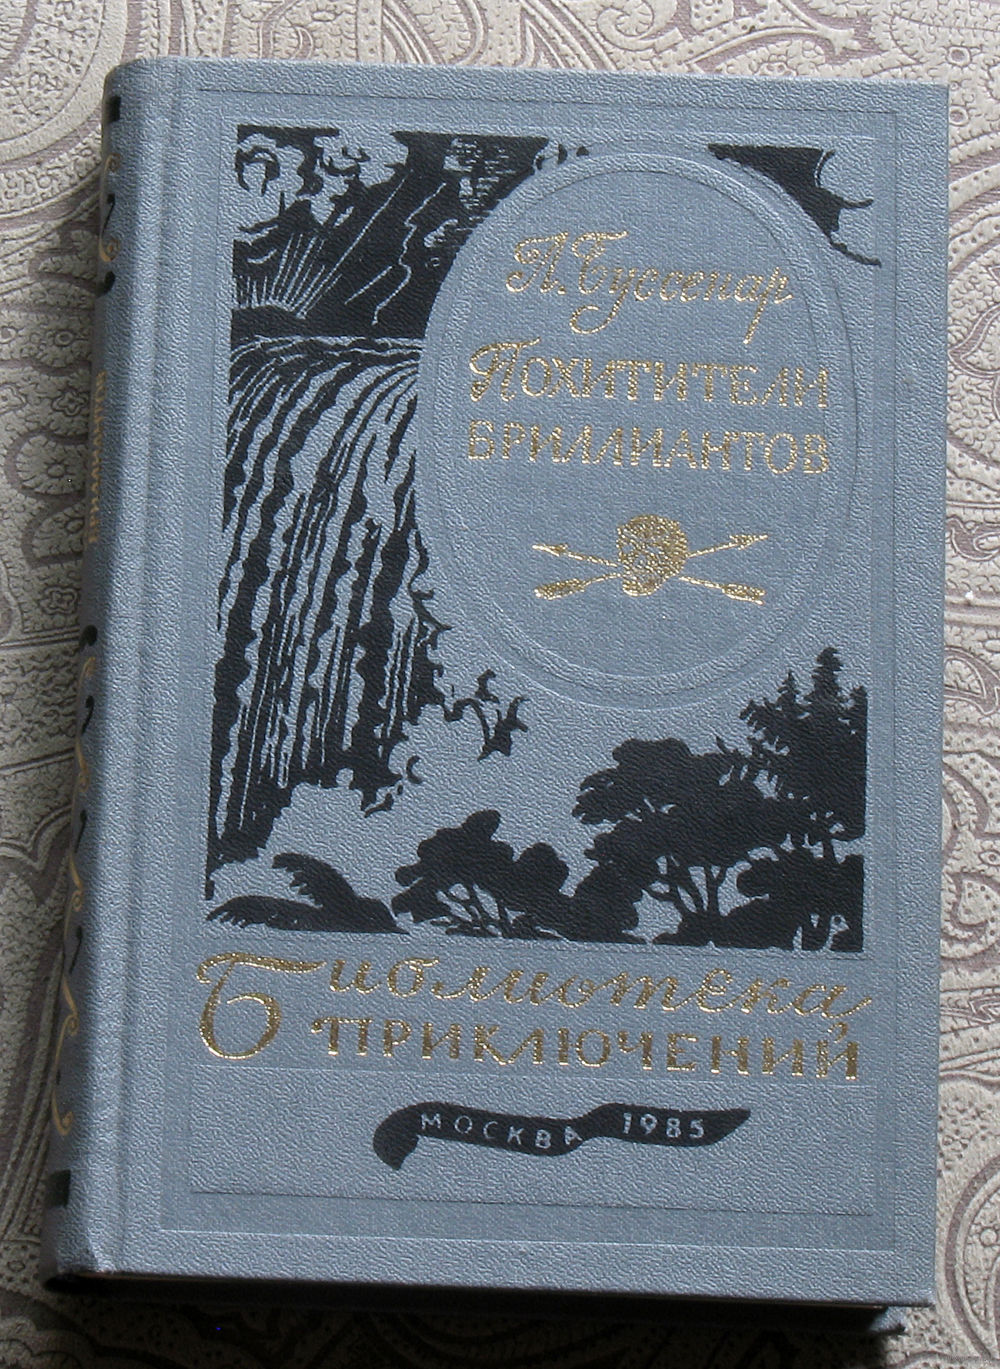 Л. Буссенар
ПОХИТИТЕЛИ
БРИЛЛИАНТОВ
Библиотека
ПРИКЛЮЧЕНИЙ
МОСКВА 1985